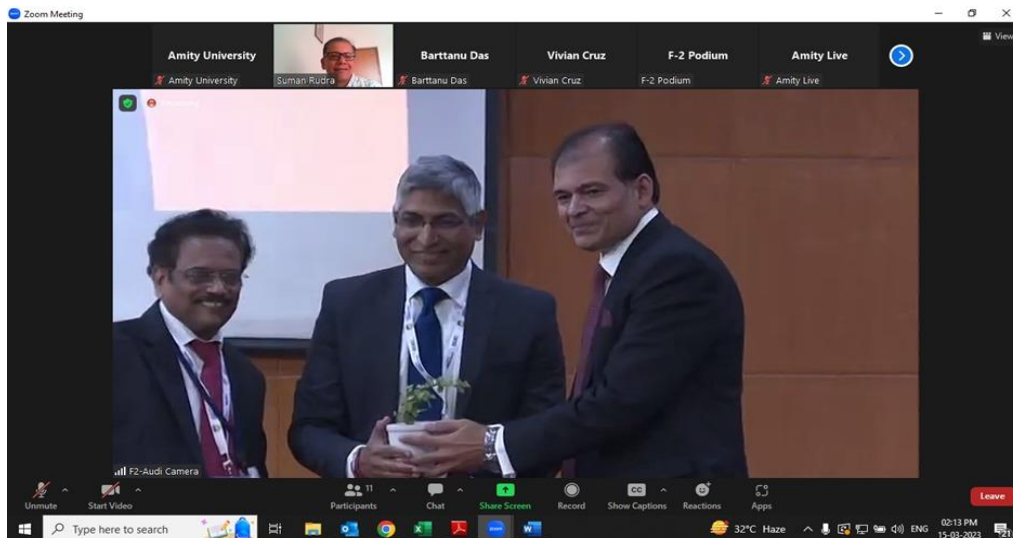 Zoom Meeting
View
Amity University
Barttanu Das
Vivian Cruz
F-2 Podium
Amity Live
Amity University
Suman Rudra
Barttanu Das
Vivian Cruz
F-2 Podium
Amity Live
F2-Audi Camera
Unmute
Start Video
Participants
11
Chat
Share Screen
Record
CC
Show Captions
Reactions
Apps
Leave
Type here to search
32°C Haze
ENG
02:13 PM
15-03-2023
21